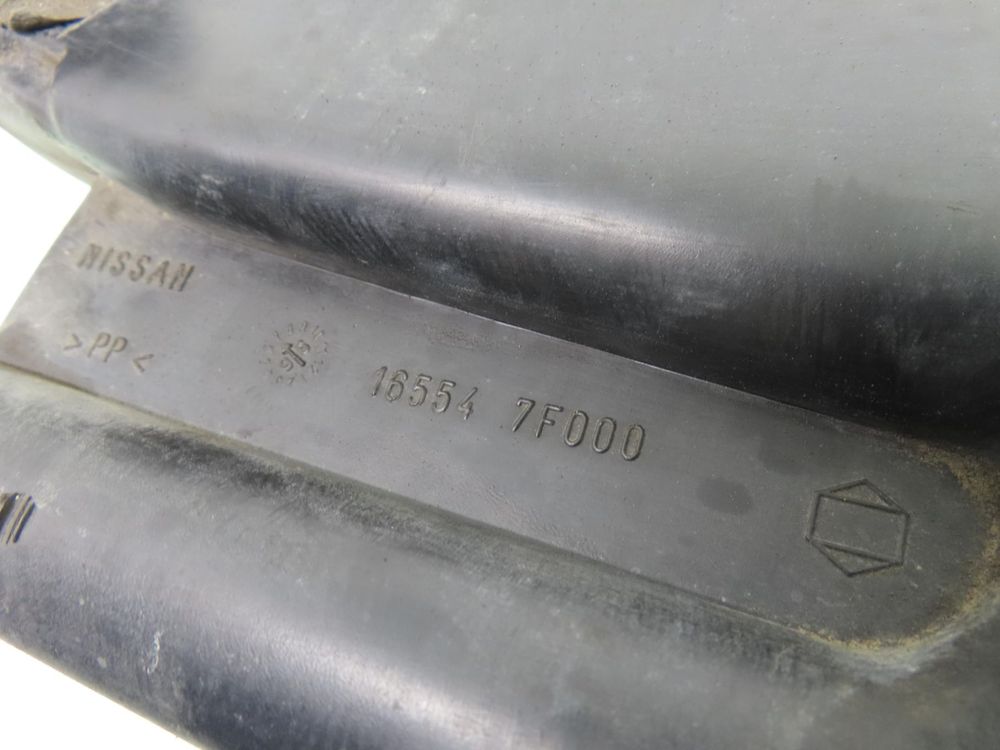 NISSAN
>PP<
16554 7F000